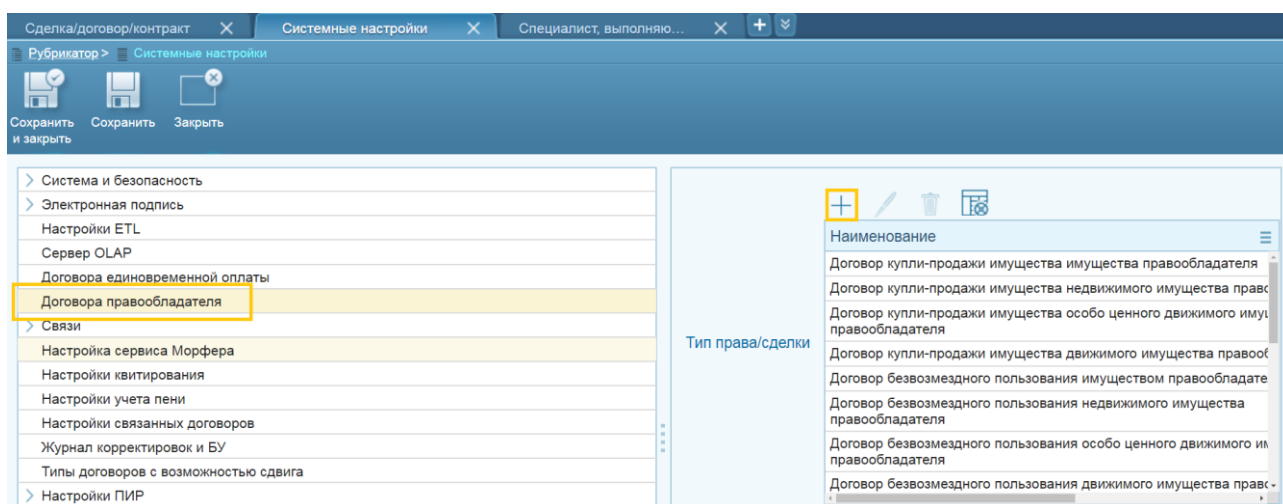 Сделка/договор/контракт
Системные настройки
Специалист, выполняю...
Рубрикатор > Системные настройки
Сохранить и закрыть
Сохранить
Закрыть
Система и безопасность
Электронная подпись
Настройки ETL
Сервер OLAP
Договора единовременной оплаты
Договора правообладателя
Связи
Настройка сервиса Морфера
Настройки квитирования
Настройки учета пени
Настройки связанных договоров
Журнал корректировок и БУ
Типы договоров с возможностью сдвига
Настройки ПИР
Тип права/сделки
Наименование
Договор купли-продажи имущества имущества правообладателя
Договор купли-продажи имущества недвижимого имущества
Договор купли-продажи имущества особо ценного движимого
правообладателя
Договор купли-продажи имущества движимого имущества
Договор безвозмездного пользования имуществом
Договор безвозмездного пользования недвижимого имущества
правообладателя
Договор безвозмездного пользования особо ценного движимого
правообладателя
Договор безвозмездного пользования движимого имущества